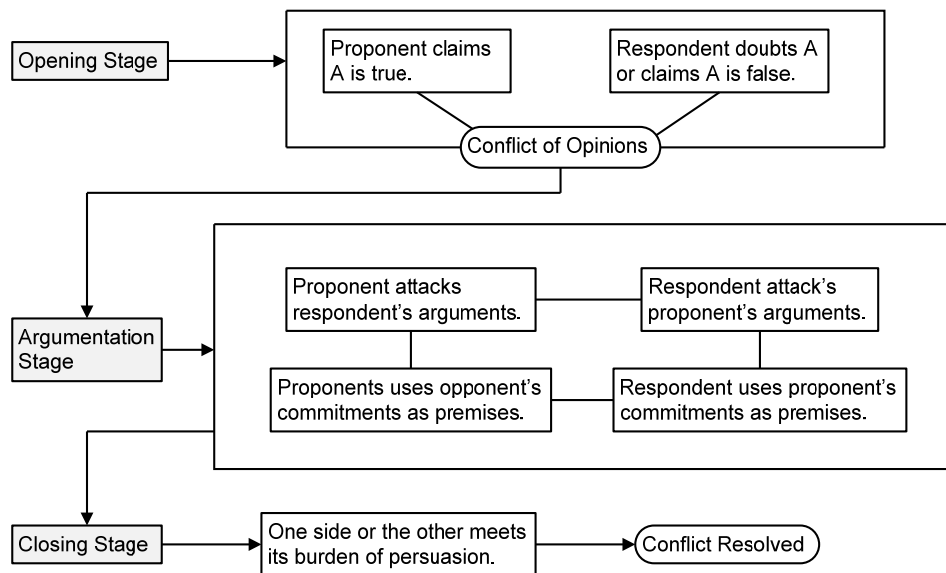 Opening Stage
Proponent claims
A is true.
Respondent doubts A
or claims A is false.
Conflict of Opinions
Argumentation
Stage
Proponent attacks
respondent’s arguments.
Respondent attack’s
proponent’s arguments.
Proponents uses opponent’s
commitments as premises.
Respondent uses proponent’s
commitments as premises.
Closing Stage
One side or the other meets
its burden of persuasion.
Conflict Resolved